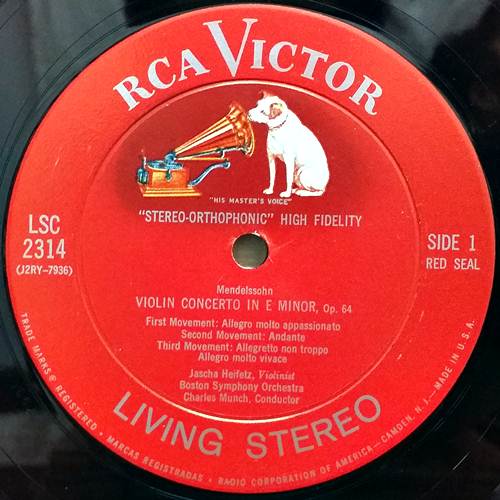 RCA VICTOR
"HIS MASTER'S VOICE"
"STEREO-ORTHOPHONIC" HIGH FIDELITY
LSC
2314
(J2RY-7936)
SIDE 1
RED SEAL
Mendelssohn
VIOLIN CONCERTO IN E MINOR, Op. 64
First Movement: Allegro molto appassionato
Second Movement: Andante
Third Movement: Allegretto non troppo
Allegro molto vivace
Jascha Heifetz, Violinist
Boston Symphony Orchestra
Charles Munch, Conductor
LIVING STEREO
TRADE MARKS ® REGISTERED • MARCAS REGISTRADAS • RADIO CORPORATION OF AMERICA—CAMDEN, N.J.—MADE IN U.S.A.